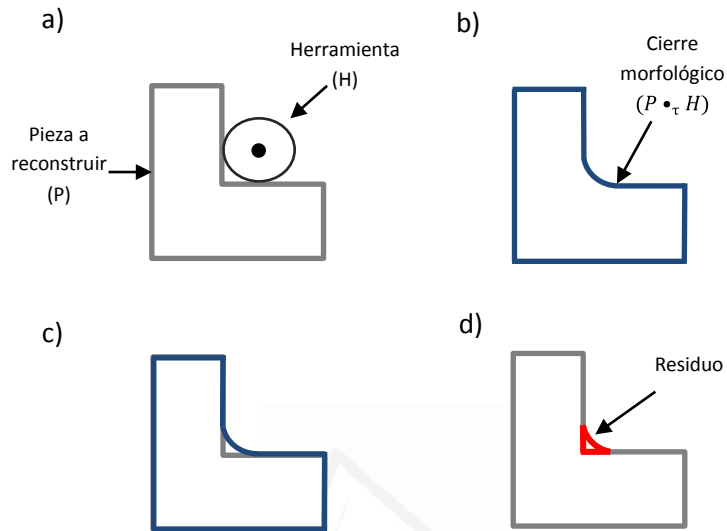 a)
Herramienta
(H)
Pieza a
reconstruir
(P)
b)
Cierre
morfológico
(P •τ H)
c)
d)
Residuo